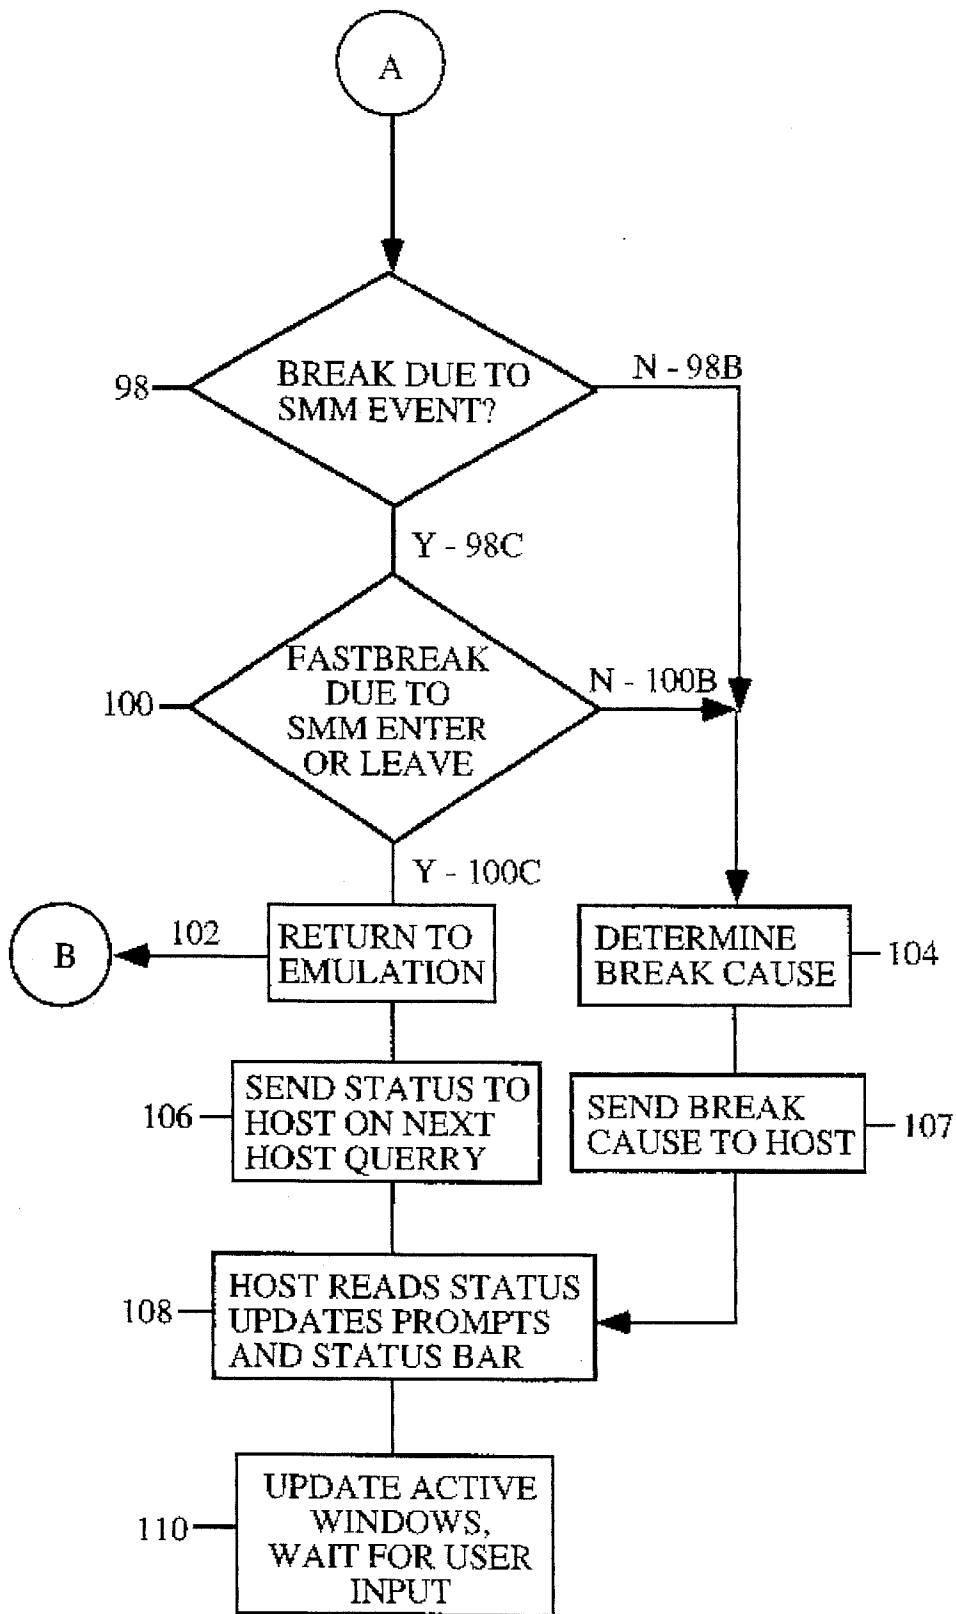 A
98
BREAK DUE TO
SMM EVENT?
N - 98B
Y - 98C
100
FASTBREAK
DUE TO
SMM ENTER
OR LEAVE
N - 100B
Y - 100C
B
102
RETURN TO
EMULATION
DETERMINE
BREAK CAUSE
104
106
SEND STATUS TO
HOST ON NEXT
HOST QUERRY
SEND BREAK
CAUSE TO HOST
107
108
HOST READS STATUS
UPDATES PROMPTS
AND STATUS BAR
110
UPDATE ACTIVE
WINDOWS,
WAIT FOR USER
INPUT